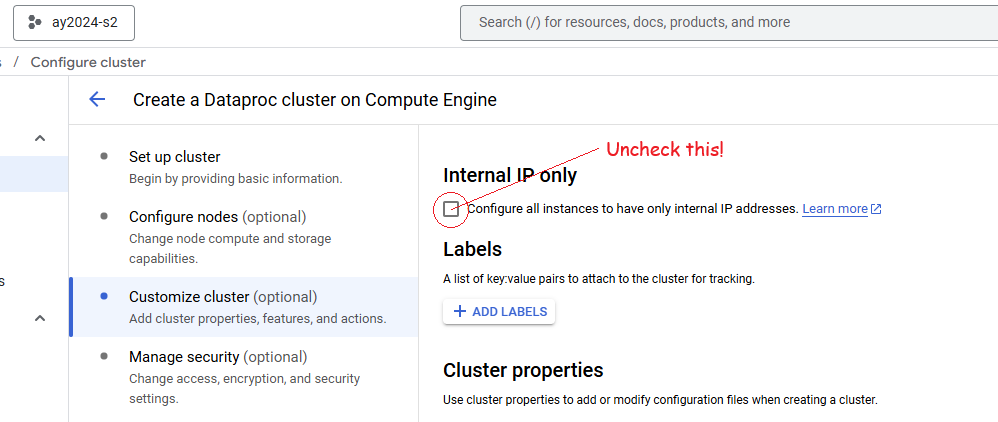 ay2024-s2
Search (/) for resources, docs, products, and more
s / Configure cluster
Create a Dataproc cluster on Compute Engine
Set up cluster
Begin by providing basic information.
Configure nodes (optional)
Change node compute and storage
capabilities.
s
Customize cluster (optional)
Add cluster properties, features, and actions.
Manage security (optional)
Change access, encryption, and security
settings.
Uncheck this!
Internal IP only
Configure all instances to have only internal IP addresses. Learn more
Labels
A list of key:value pairs to attach to the cluster for tracking.
+ ADD LABELS
Cluster properties
Use cluster properties to add or modify configuration files when creating a cluster.